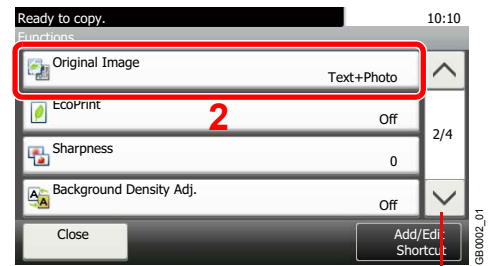 Ready to copy. 10:10
Functions
Original Image
Text+Photo
EcoPrint
2
Off
2/4
Sharpness
0
Background Density Adj.
Off
Close
Add/Edit
Shortcut
GB0002_01